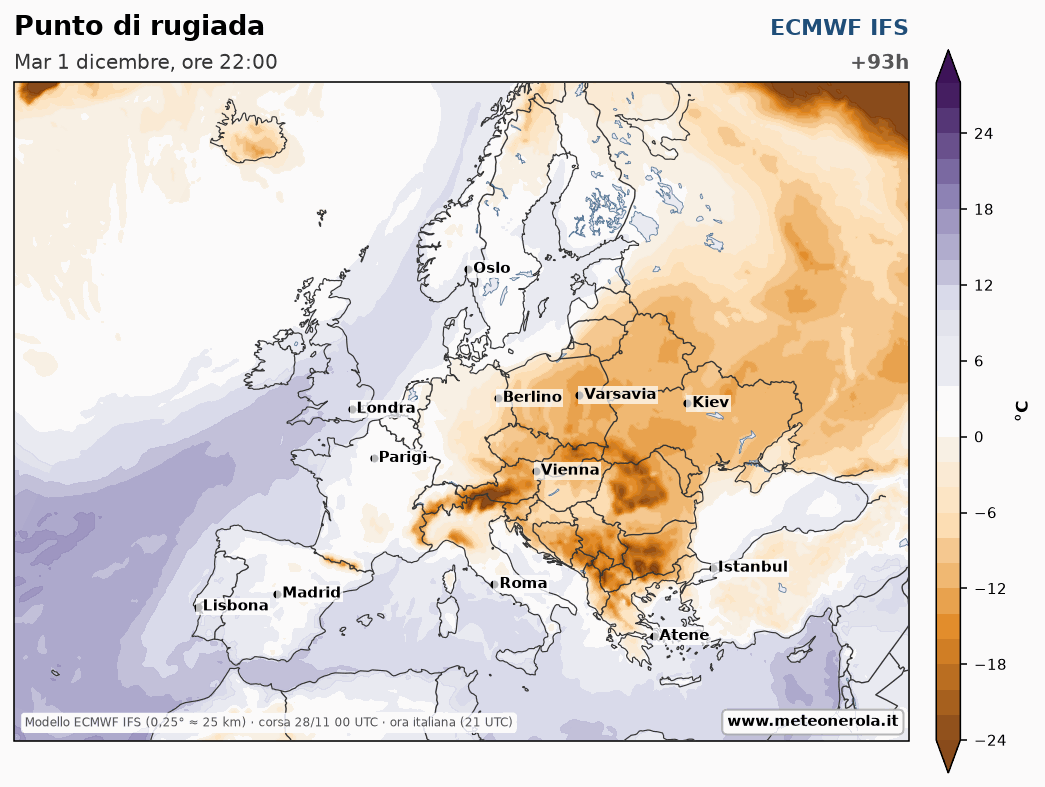 Punto di rugiada
ECMWF IFS
Mar 1 dicembre, ore 22:00
+93h
24
18
12
6
0
−6
−12
−18
−24
°C
Oslo
Berlino
Varsavia
Kiev
Londra
Parigi
Vienna
Istanbul
Roma
Madrid
Lisbona
Atene
Modello ECMWF IFS (0,25° ≈ 25 km) · corsa 28/11 00 UTC · ora italiana (21 UTC)
www.meteonerola.it